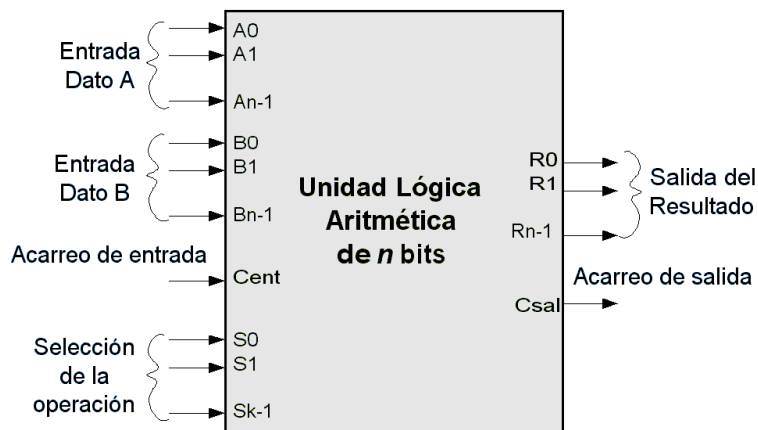 Entrada
Dato A
A0
A1
An-1
Entrada
Dato B
B0
B1
Bn-1
Acarreo de entrada
Cent
Selección
de la
operación
S0
S1
Sk-1
Unidad Lógica
Aritmética
de n bits
R0
R1
Rn-1
Salida del
Resultado
Acarreo de salida
Csal